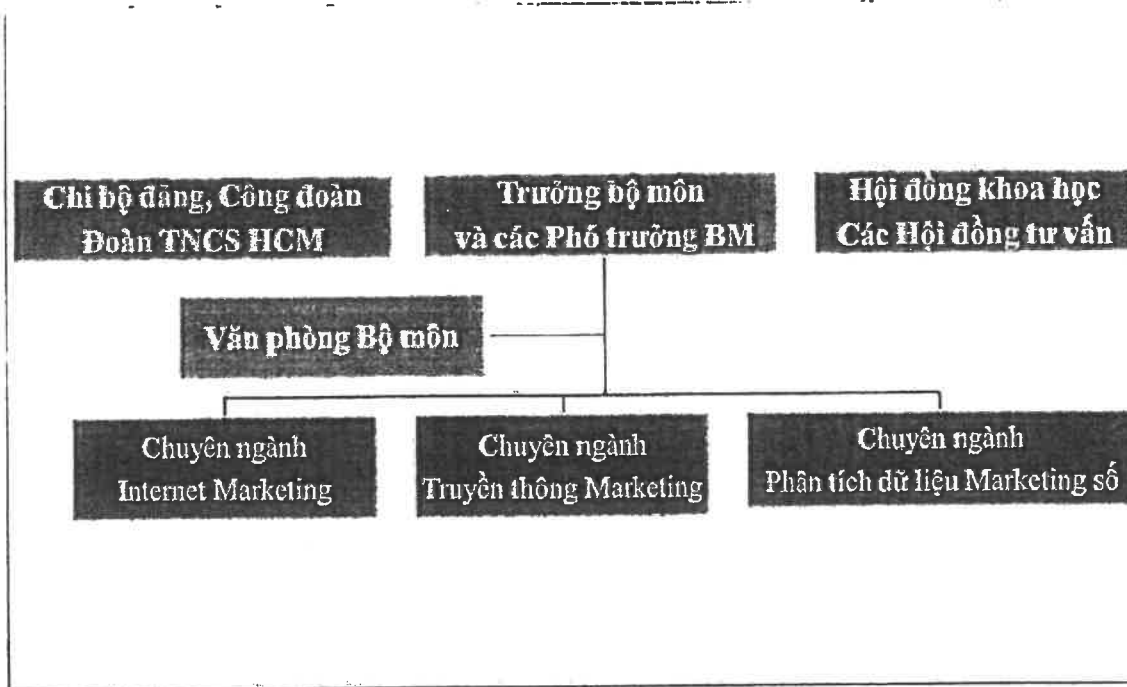 Chi bộ đảng, Công đoàn
Đoàn TNCS HCM
Trưởng bộ môn
và các Phó trưởng BM
Hội đồng khoa học
Các Hội đồng tư vấn
Văn phòng Bộ môn
Chuyên ngành
Internet Marketing
Chuyên ngành
Truyền thông Marketing
Chuyên ngành
Phân tích dữ liệu Marketing số